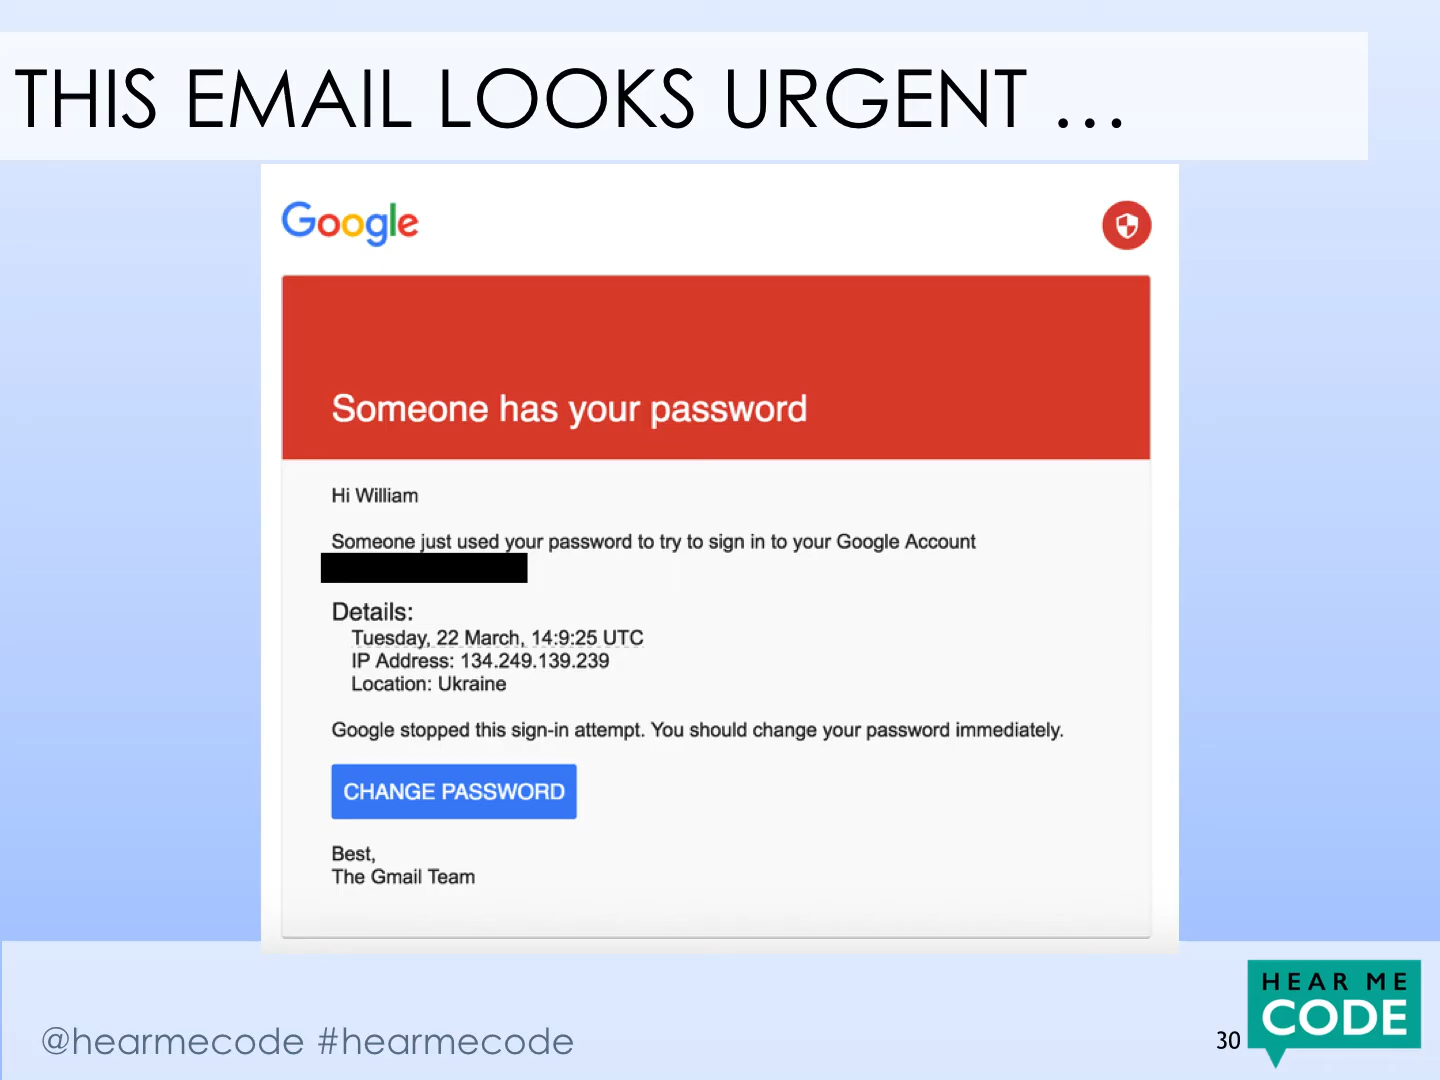 THIS EMAIL LOOKS URGENT ...
Google
Someone has your password
Hi William
Someone just used your password to try to sign in to your Google Account
Details:
Tuesday, 22 March, 14:9:25 UTC
IP Address: 134.249.139.239
Location: Ukraine
Google stopped this sign-in attempt. You should change your password immediately.
CHANGE PASSWORD
Best,
The Gmail Team
@hearmecode #hearmecode
30
HEAR ME
CODE